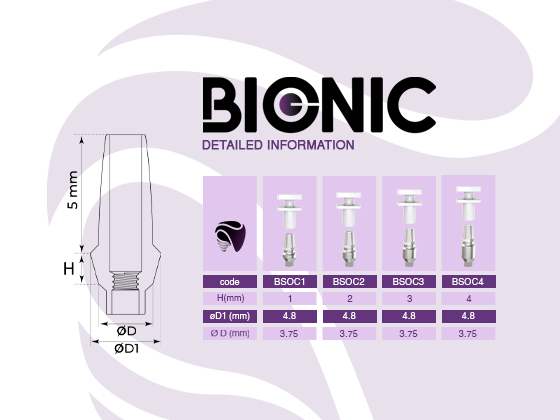 BIONIC
DETAILED INFORMATION
5 mm
H
ØD
ØD1
code BSOC1 BSOC2 BSOC3 BSOC4
H(mm) 1 2 3 4
øD1 (mm) 4.8 4.8 4.8 4.8
Ø D (mm) 3.75 3.75 3.75 3.75